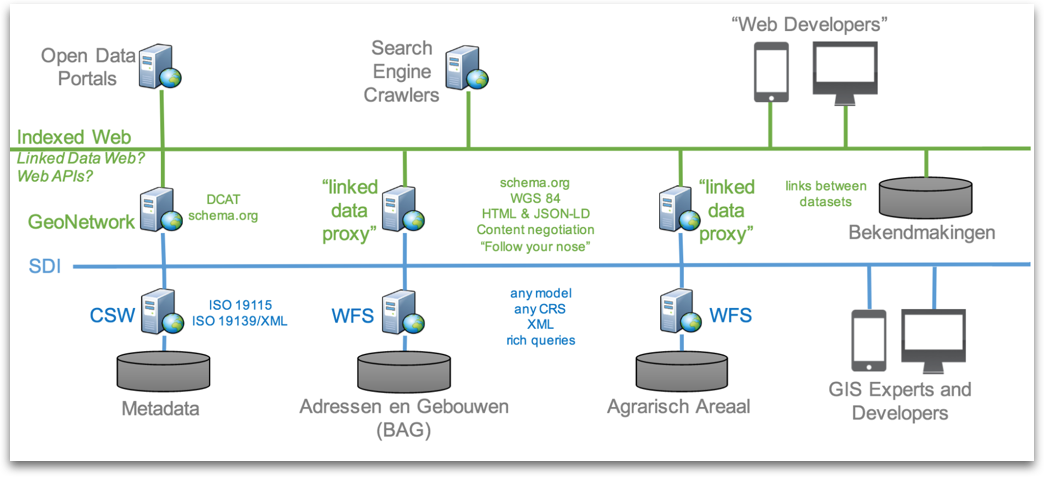 Open Data
Portals
Search
Engine
Crawlers
“Web Developers”
Indexed Web
Linked Data Web?
Web APIs?
GeoNetwork
DCAT
schema.org
“linked
data
proxy”
schema.org
WGS 84
HTML & JSON-LD
Content negotiation
“Follow your nose”
“linked
data
proxy”
links between
datasets
Bekendmakingen
SDI
CSW
ISO 19115
ISO 19139/XML
WFS
any model
any CRS
XML
rich queries
WFS
Metadata
Adressen en Gebouwen
(BAG)
Agrarisch Areaal
GIS Experts and
Developers